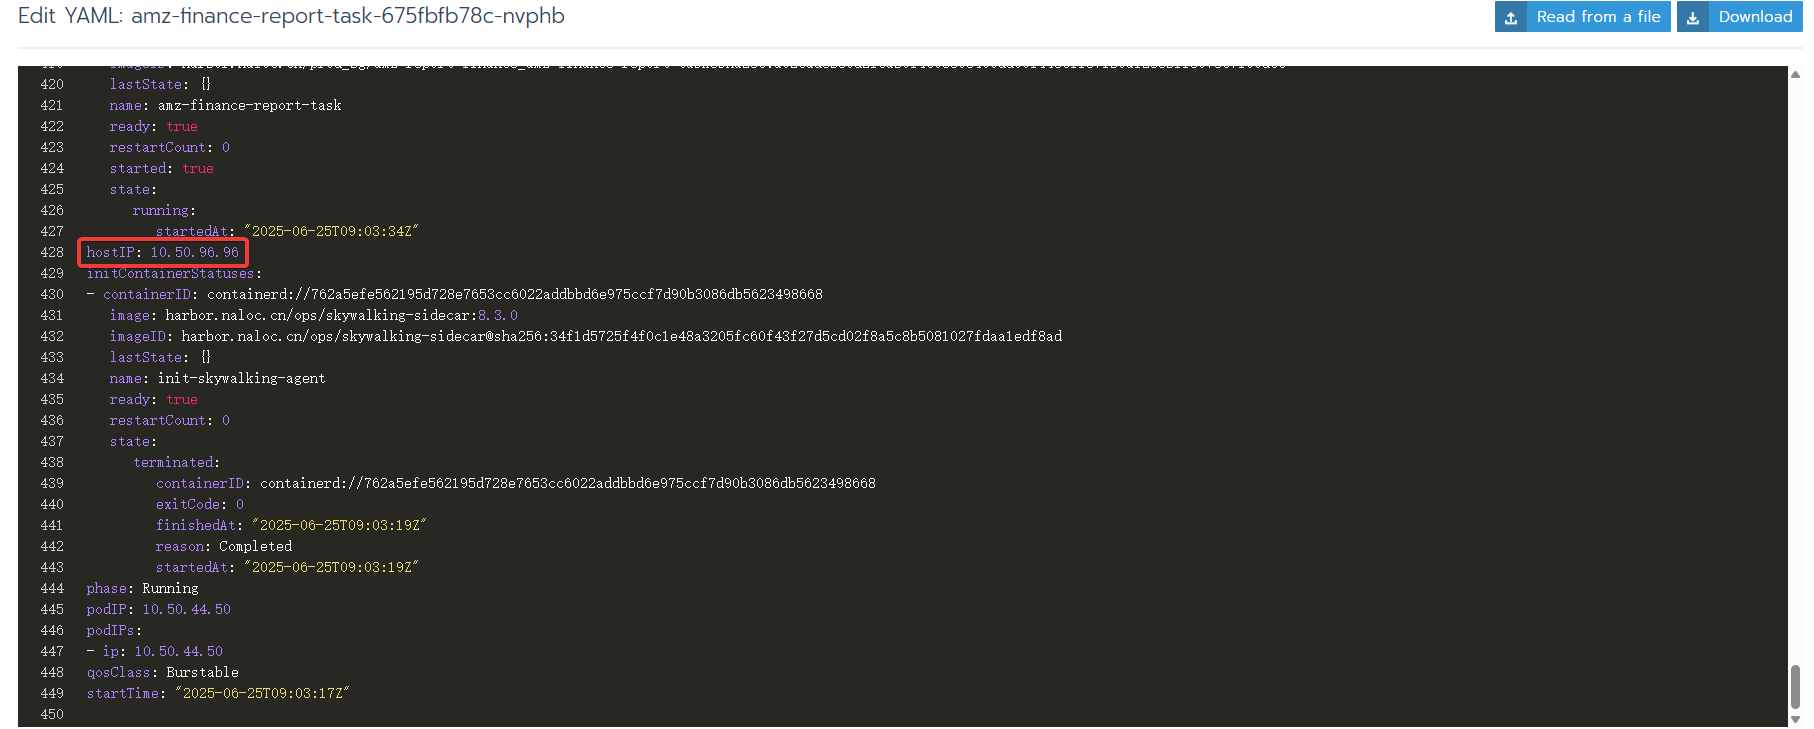 Edit YAML: amz-finance-report-task-675fbfb78c-nvphb
Read from a file
Download
420 lastState: {}
421 name: amz-finance-report-task
422 ready: true
423 restartCount: 0
424 started: true
425 state:
426 running:
427 startedAt: "2025-06-25T09:03:34Z"
428 hostIP: 10.50.96.96
429 initContainerStatuses:
430 - containerID: containerd://762a5efe562195d728e7653cc6022addbbd6e975ccf7d90b3086db5623498668
431 image: harbor.naloc.cn/ops/skywalking-sidecar:8.3.0
432 imageID: harbor.naloc.cn/ops/skywalking-sidecar@sha256:34f1d5725f4f0c1e48a3205fc60f43f27d5cd02f8a5c8b5081027fdaa1edf8ad
433 lastState: {}
434 name: init-skywalking-agent
435 ready: true
436 restartCount: 0
437 state:
438 terminated:
439 containerID: containerd://762a5efe562195d728e7653cc6022addbbd6e975ccf7d90b3086db5623498668
440 exitCode: 0
441 finishedAt: "2025-06-25T09:03:19Z"
442 reason: Completed
443 startedAt: "2025-06-25T09:03:19Z"
444 phase: Running
445 podIP: 10.50.44.50
446 podIPs:
447 - ip: 10.50.44.50
448 qosClass: Burstable
449 startTime: "2025-06-25T09:03:17Z"
450